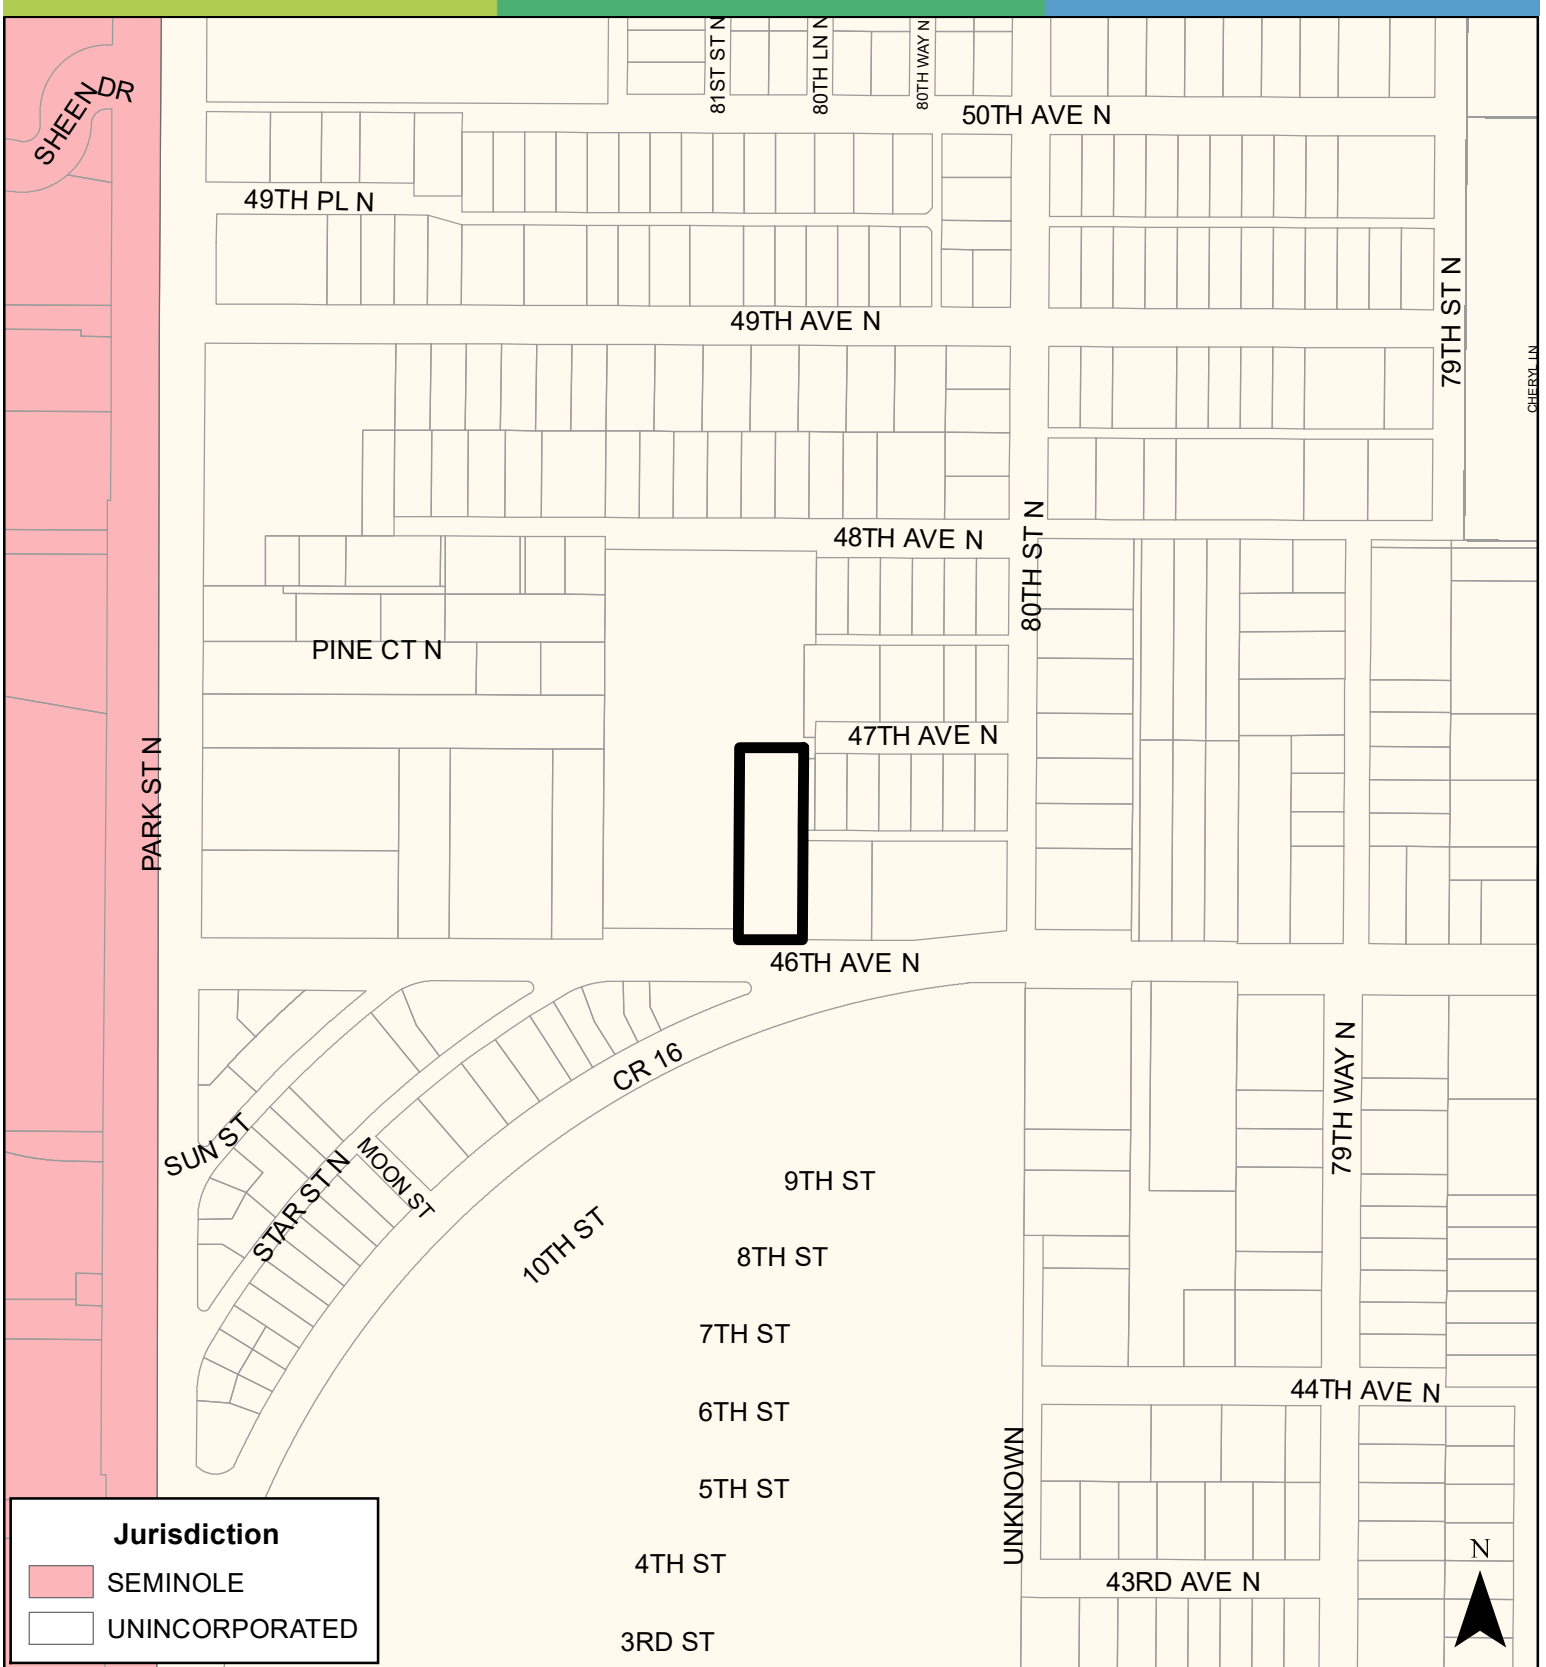 81ST ST N
80TH LN N
80TH WAY N
SHEEN DR
50TH AVE N
49TH PL N
49TH AVE N
79TH ST N
CHERYL LN
48TH AVE N
80TH ST N
PINE CT N
47TH AVE N
PARK ST N
46TH AVE N
CR 16
SUN ST
MOON ST
STAR ST N
79TH WAY N
9TH ST
10TH ST
8TH ST
7TH ST
44TH AVE N
6TH ST
UNKNOWN
5TH ST
4TH ST
43RD AVE N
3RD ST
N
Jurisdiction
SEMINOLE
UNINCORPORATED